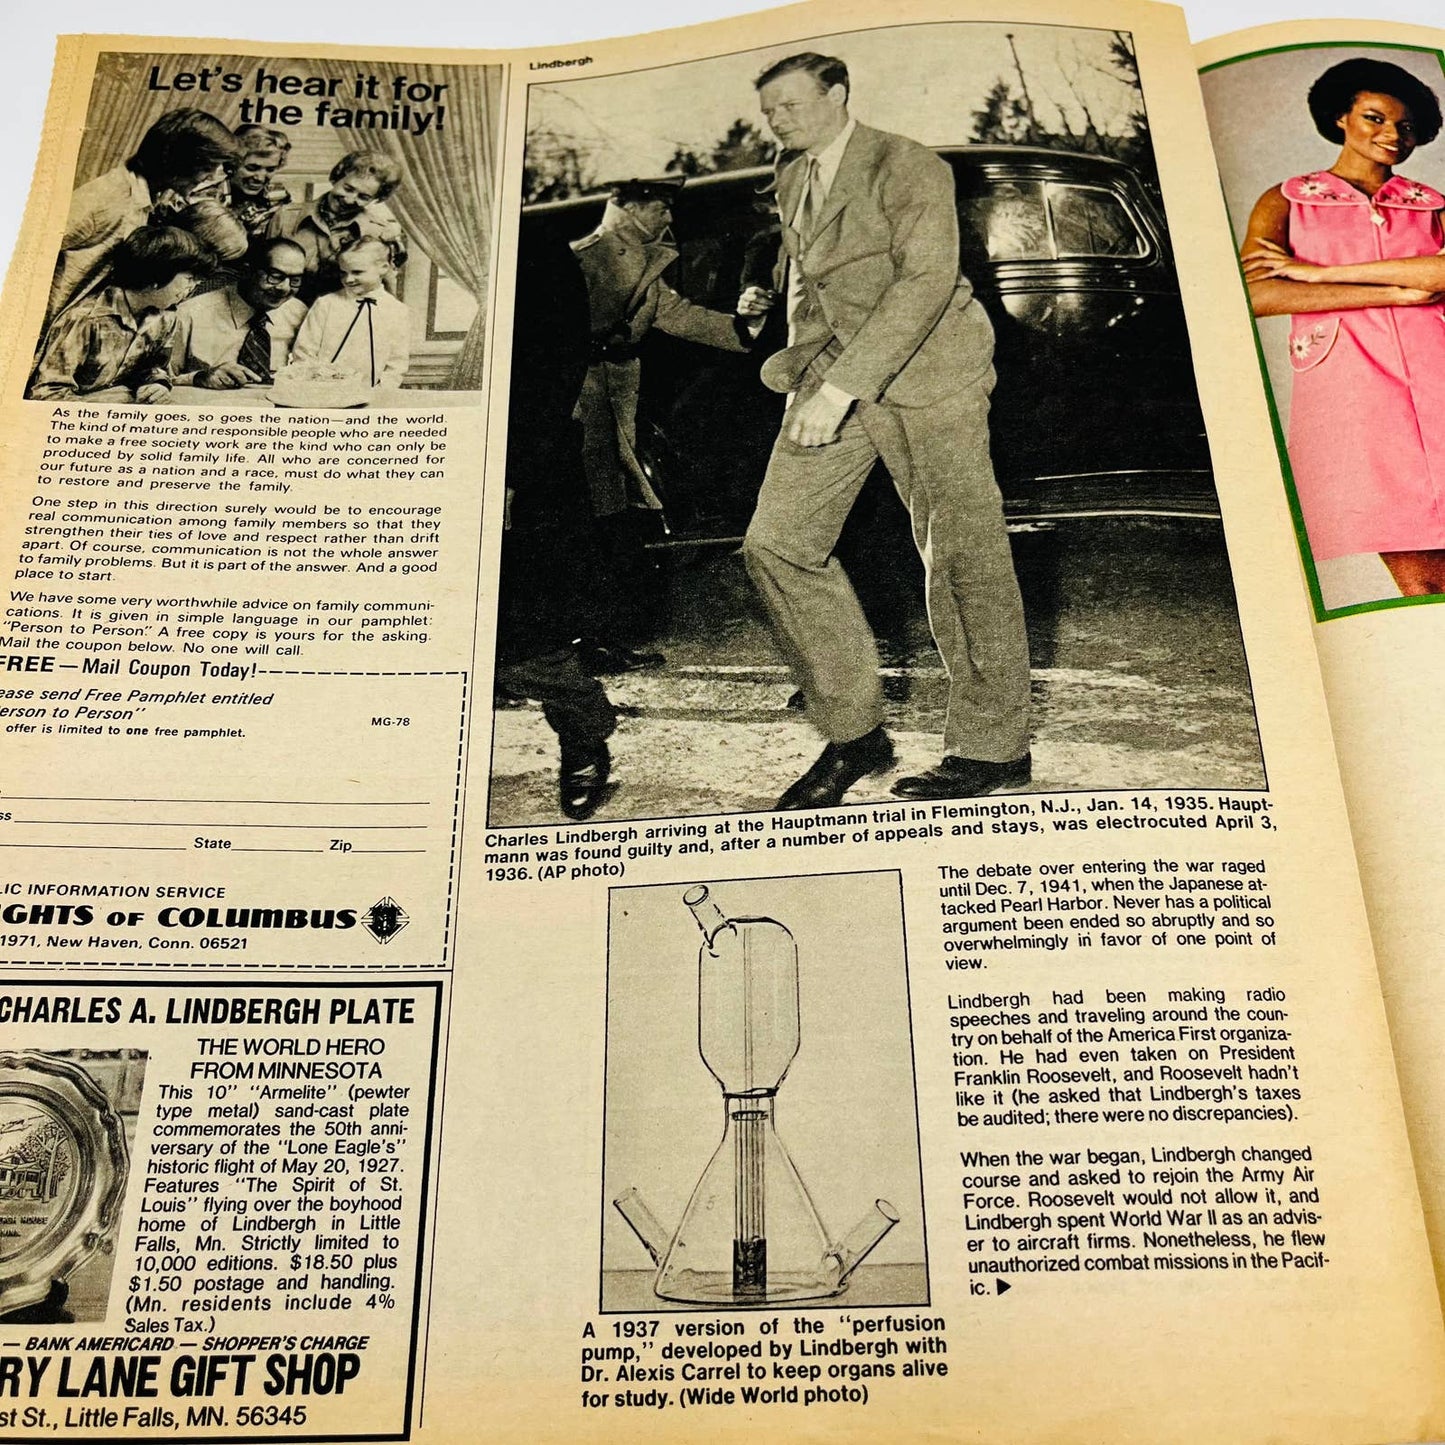 Let's hear it for
the family!
As the family goes, so goes the nation—and the world.
The kind of mature and responsible people who are needed
to make a free society work are the kind who can only be
produced by solid family life. All who are concerned for
our future as a nation and a race, must do what they can
to restore and preserve the family.
One step in this direction surely would be to encourage
real communication among family members so that they
strengthen their ties of love and respect rather than drift
apart. Of course, communication is not the whole answer
to family problems. But it is part of the answer. And a good
place to start.
We have some very worthwhile advice on family communi-
cations. It is given in simple language in our pamphlet:
"Person to Person." A free copy is yours for the asking.
Mail the coupon below. No one will call.
FREE — Mail Coupon Today!
ease send Free Pamphlet entitled
erson to Person"
MG-78
offer is limited to one free pamphlet.
ss
State Zip
LIC INFORMATION SERVICE
IGHTS OF COLUMBUS
1971, New Haven, Conn. 06521
CHARLES A. LINDBERGH PLATE
THE WORLD HERO
FROM MINNESOTA
This 10" "Armelite" (pewter
type metal) sand-cast plate
commemorates the 50th anni-
versary of the "Lone Eagle's"
historic flight of May 20, 1927.
Features "The Spirit of St.
Louis" flying over the boyhood
home of Lindbergh in Little
Falls, Mn. Strictly limited to
10,000 editions. $18.50 plus
$1.50 postage and handling.
(Mn. residents include 4%
Sales Tax.)
— BANK AMERICARD — SHOPPER'S CHARGE
RY LANE GIFT SHOP
st St., Little Falls, MN. 56345
Lindbergh
Charles Lindbergh arriving at the Hauptmann trial in Flemington, N.J., Jan. 14, 1935. Haupt-
mann was found guilty and, after a number of appeals and stays, was electrocuted April 3,
1936. (AP photo)
A 1937 version of the "perfusion
pump," developed by Lindbergh with
Dr. Alexis Carrel to keep organs alive
for study. (Wide World photo)
The debate over entering the war raged
until Dec. 7, 1941, when the Japanese at-
tacked Pearl Harbor. Never has a political
argument been ended so abruptly and so
overwhelmingly in favor of one point of
view.
Lindbergh had been making radio
speeches and traveling around the coun-
try on behalf of the America First organiza-
tion. He had even taken on President
Franklin Roosevelt, and Roosevelt hadn't
like it (he asked that Lindbergh's taxes
be audited; there were no discrepancies).
When the war began, Lindbergh changed
course and asked to rejoin the Army Air
Force. Roosevelt would not allow it, and
Lindbergh spent World War II as an advis-
er to aircraft firms. Nonetheless, he flew
unauthorized combat missions in the Pacif-
ic. ▶